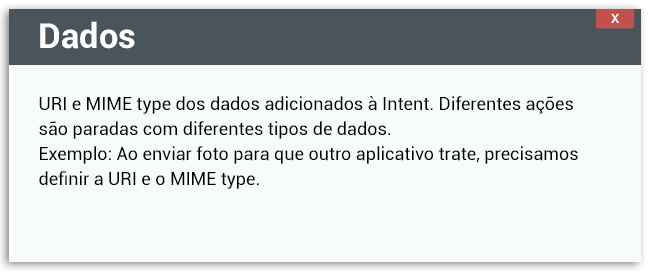 Dados
X
URI e MIME type dos dados adicionados à Intent. Diferentes ações
são paradas com diferentes tipos de dados.
Exemplo: Ao enviar foto para que outro aplicativo trate, precisamos
definir a URI e o MIME type.